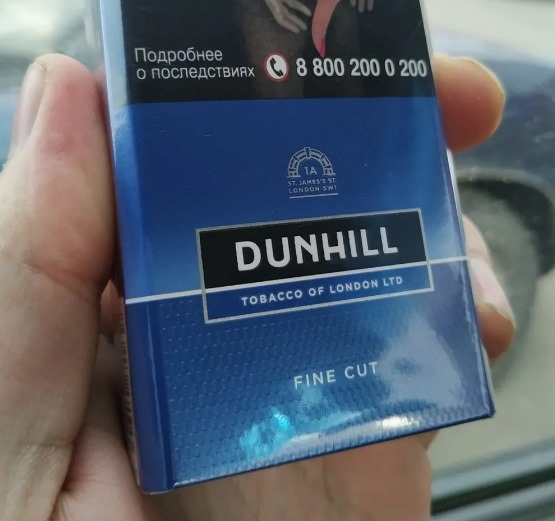 Подробнее
о последствиях 8 800 200 0 200
1A
ST. JAMES'S ST.
LONDON SW1
DUNHILL
TOBACCO OF LONDON LTD
FINE CUT